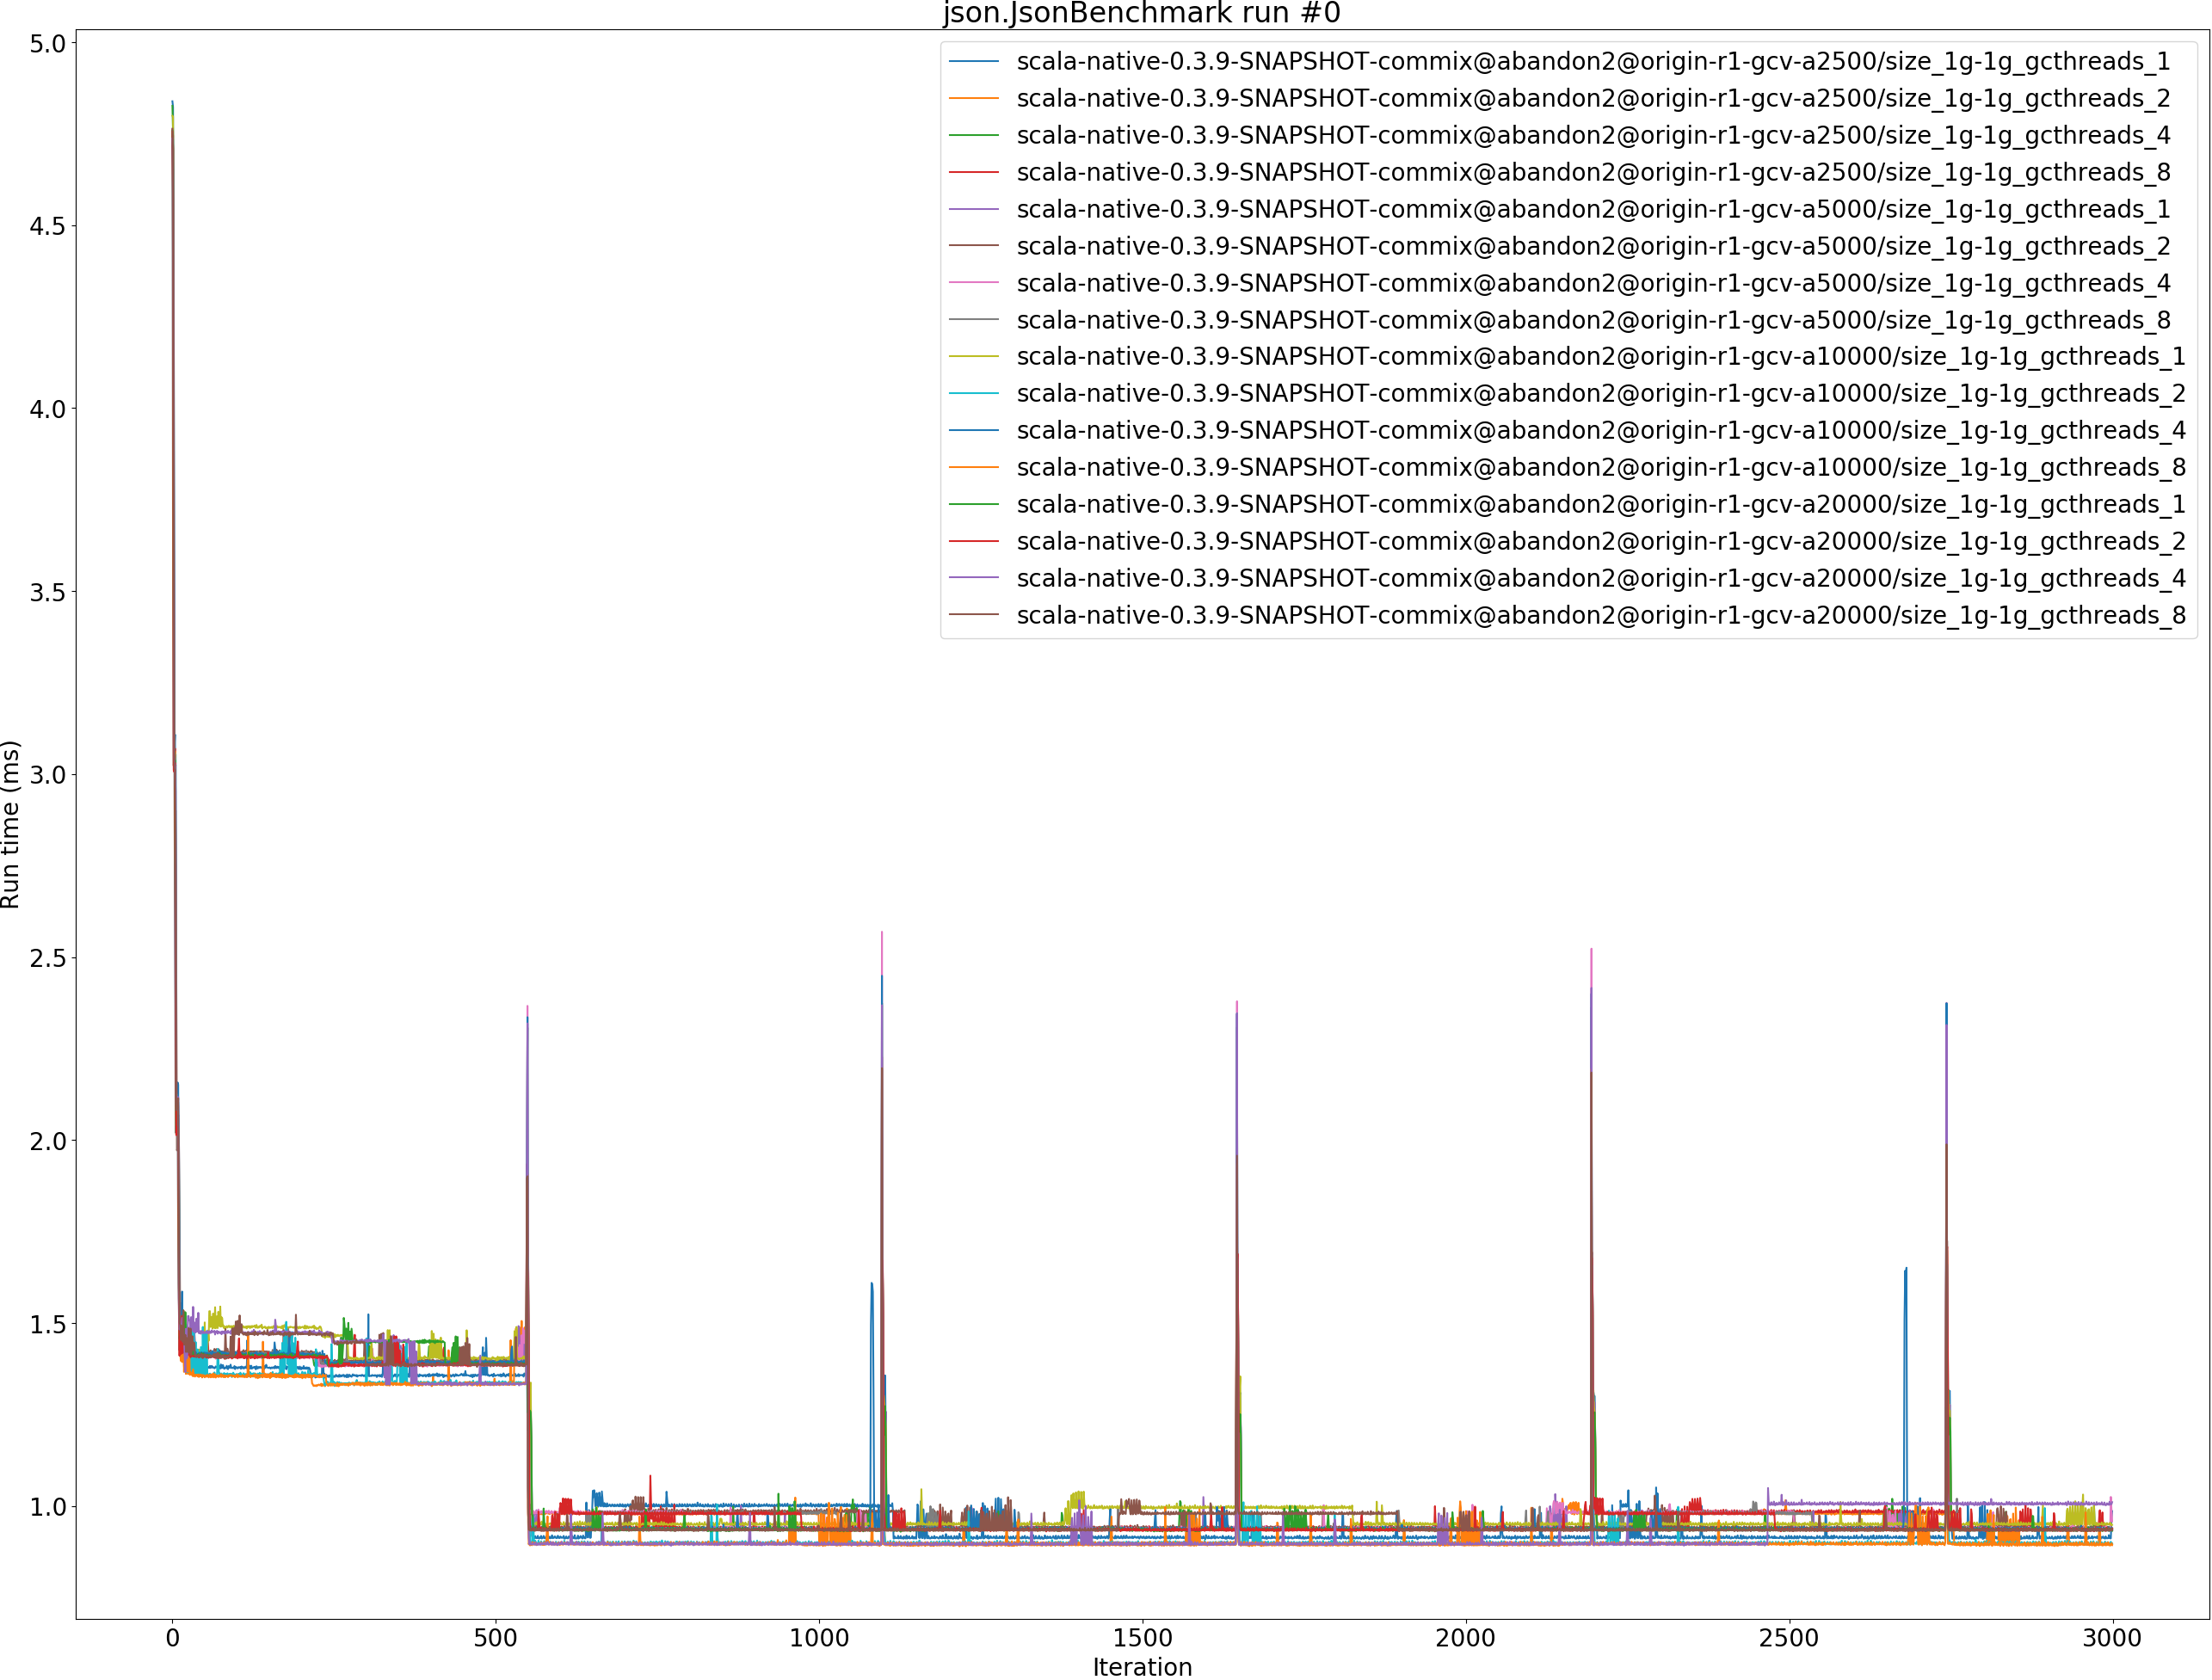 json.JsonBenchmark run #0
scala-native-0.3.9-SNAPSHOT-commix@abandon2@origin-r1-gcv-a2500/size_1g-1g_gcthreads_1
scala-native-0.3.9-SNAPSHOT-commix@abandon2@origin-r1-gcv-a2500/size_1g-1g_gcthreads_2
scala-native-0.3.9-SNAPSHOT-commix@abandon2@origin-r1-gcv-a2500/size_1g-1g_gcthreads_4
scala-native-0.3.9-SNAPSHOT-commix@abandon2@origin-r1-gcv-a2500/size_1g-1g_gcthreads_8
scala-native-0.3.9-SNAPSHOT-commix@abandon2@origin-r1-gcv-a5000/size_1g-1g_gcthreads_1
scala-native-0.3.9-SNAPSHOT-commix@abandon2@origin-r1-gcv-a5000/size_1g-1g_gcthreads_2
scala-native-0.3.9-SNAPSHOT-commix@abandon2@origin-r1-gcv-a5000/size_1g-1g_gcthreads_4
scala-native-0.3.9-SNAPSHOT-commix@abandon2@origin-r1-gcv-a5000/size_1g-1g_gcthreads_8
scala-native-0.3.9-SNAPSHOT-commix@abandon2@origin-r1-gcv-a10000/size_1g-1g_gcthreads_1
scala-native-0.3.9-SNAPSHOT-commix@abandon2@origin-r1-gcv-a10000/size_1g-1g_gcthreads_2
scala-native-0.3.9-SNAPSHOT-commix@abandon2@origin-r1-gcv-a10000/size_1g-1g_gcthreads_4
scala-native-0.3.9-SNAPSHOT-commix@abandon2@origin-r1-gcv-a10000/size_1g-1g_gcthreads_8
scala-native-0.3.9-SNAPSHOT-commix@abandon2@origin-r1-gcv-a20000/size_1g-1g_gcthreads_1
scala-native-0.3.9-SNAPSHOT-commix@abandon2@origin-r1-gcv-a20000/size_1g-1g_gcthreads_2
scala-native-0.3.9-SNAPSHOT-commix@abandon2@origin-r1-gcv-a20000/size_1g-1g_gcthreads_4
scala-native-0.3.9-SNAPSHOT-commix@abandon2@origin-r1-gcv-a20000/size_1g-1g_gcthreads_8
Run time (ms)
5.0
4.5
4.0
3.5
3.0
2.5
2.0
1.5
1.0
0 500 1000 1500 2000 2500 3000
Iteration